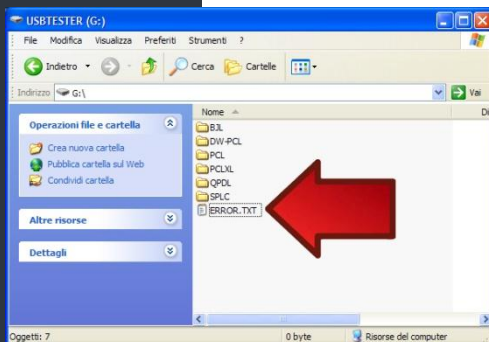 USBTESTER (G:)
File Modifica Visualizza Preferiti Strumenti ?
Indietro Cerca Cartelle
Indirizzo G:\ Vai
Nome Di
Operazioni file e cartella
Crea nuova cartella
Pubblica cartella sul Web
Condividi cartella
Altre risorse
Dettagli
BJL
DW-PCL
PCL
PCLXL
QPDL
SPLC
ERROR.TXT
Oggetti: 7 0 byte Risorse del computer